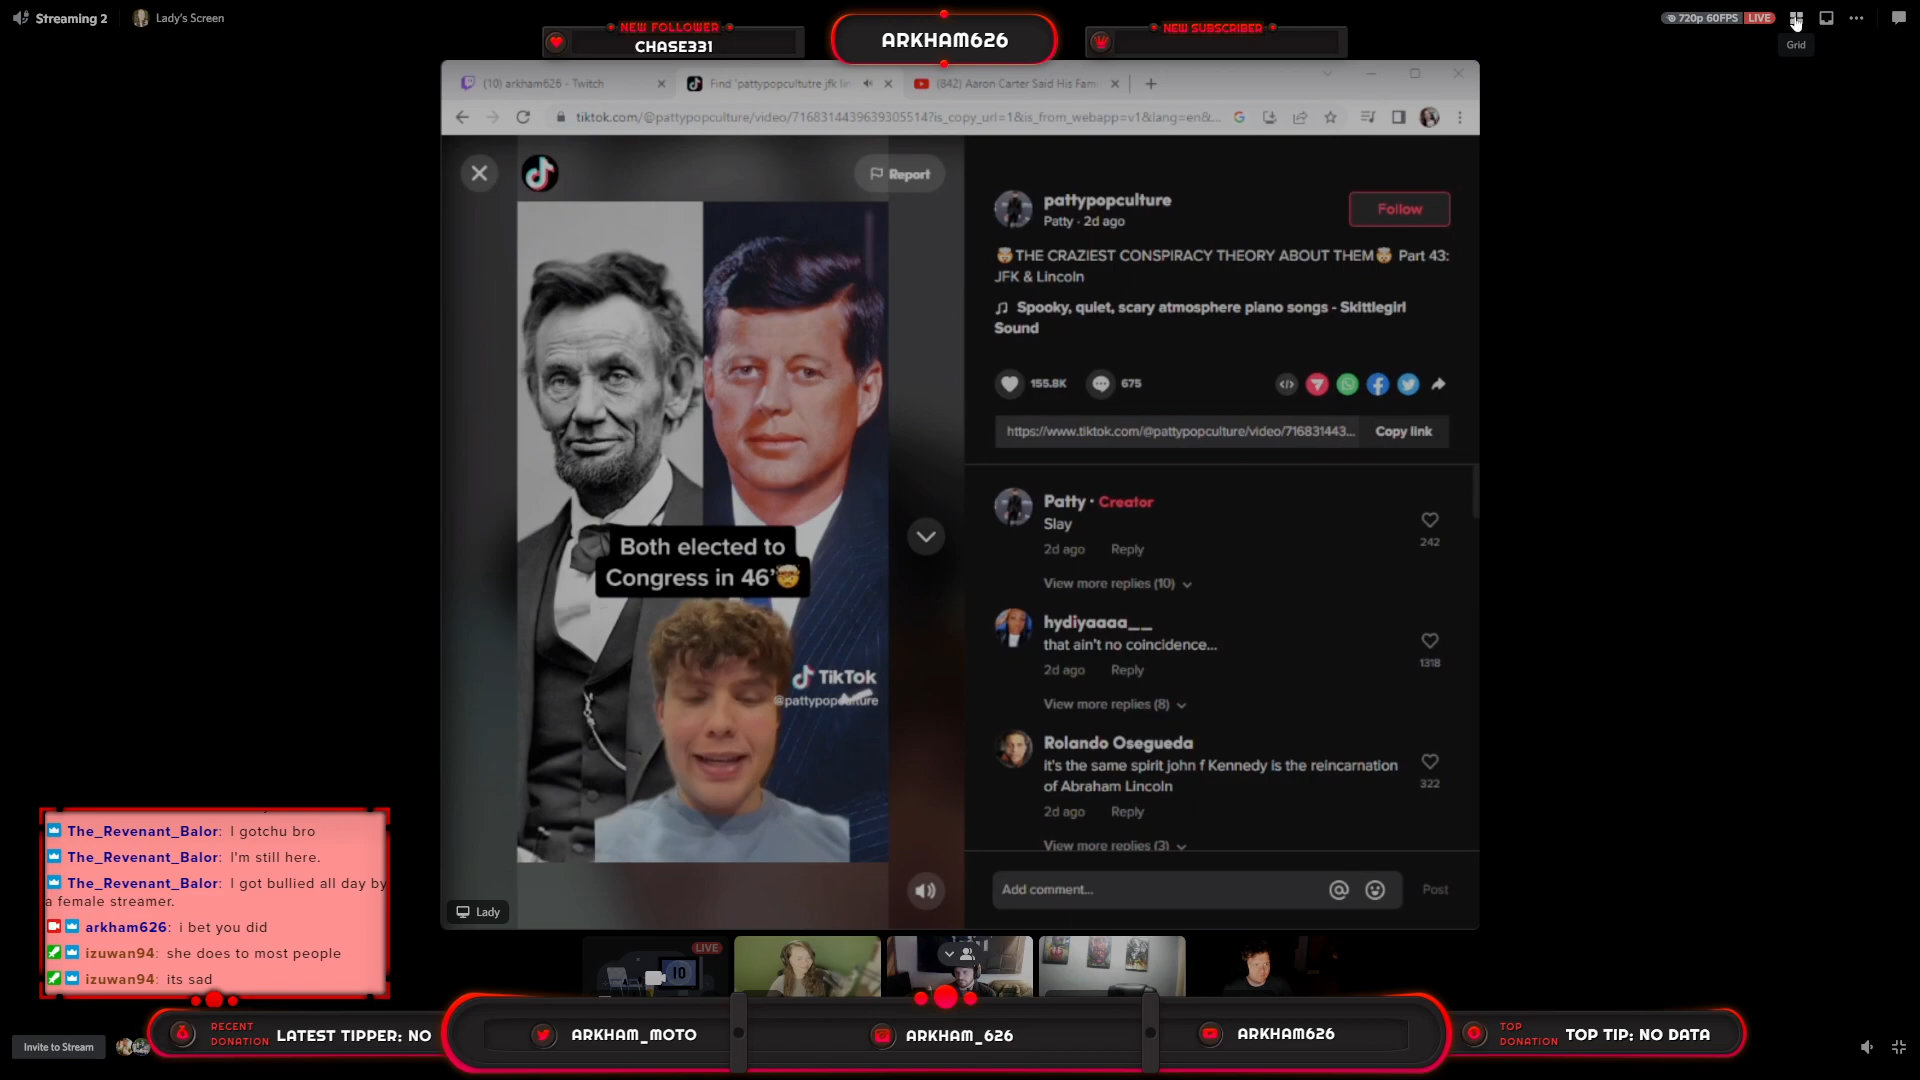 Streaming 2
Lady's Screen
NEW FOLLOWER
CHASE331
ARKHAM626
NEW SUBSCRIBER
720p 60FPS
LIVE
Grid
(10) arkham626 - Twitch
Find 'pattypopcultutre jfk lin
(842) Aaron Carter Said His Fam
tiktok.com/@pattypopculture/video/7168314439639305514?is_copy_url=1&is_from_webapp=v1&lang=en&...
Report
Both elected to
Congress in 46'🤯
TikTok
@pattypopculture
pattypopculture
Patty · 2d ago
Follow
🤯THE CRAZIEST CONSPIRACY THEORY ABOUT THEM🤯 Part 43:
JFK & Lincoln
Spooky, quiet, scary atmosphere piano songs - Skittlegirl
Sound
155.8K
675
https://www.tiktok.com/@pattypopculture/video/716831443...
Copy link
Patty · Creator
Slay
2d ago Reply
242
View more replies (10)
hydiyaaaa__
that ain't no coincidence...
2d ago Reply
1318
View more replies (8)
Rolando Osegueda
it's the same spirit john f Kennedy is the reincarnation
of Abraham Lincoln
2d ago Reply
322
View more replies (3)
Add comment...
Post
Lady
LIVE
10
The_Revenant_Balor: I gotchu bro
The_Revenant_Balor: I'm still here.
The_Revenant_Balor: I got bullied all day by
a female streamer.
arkham626: i bet you did
izuwan94: she does to most people
izuwan94: its sad
Invite to Stream
RECENT
DONATION
LATEST TIPPER: NO
ARKHAM_MOTO
ARKHAM_626
ARKHAM626
TOP
DONATION
TOP TIP: NO DATA